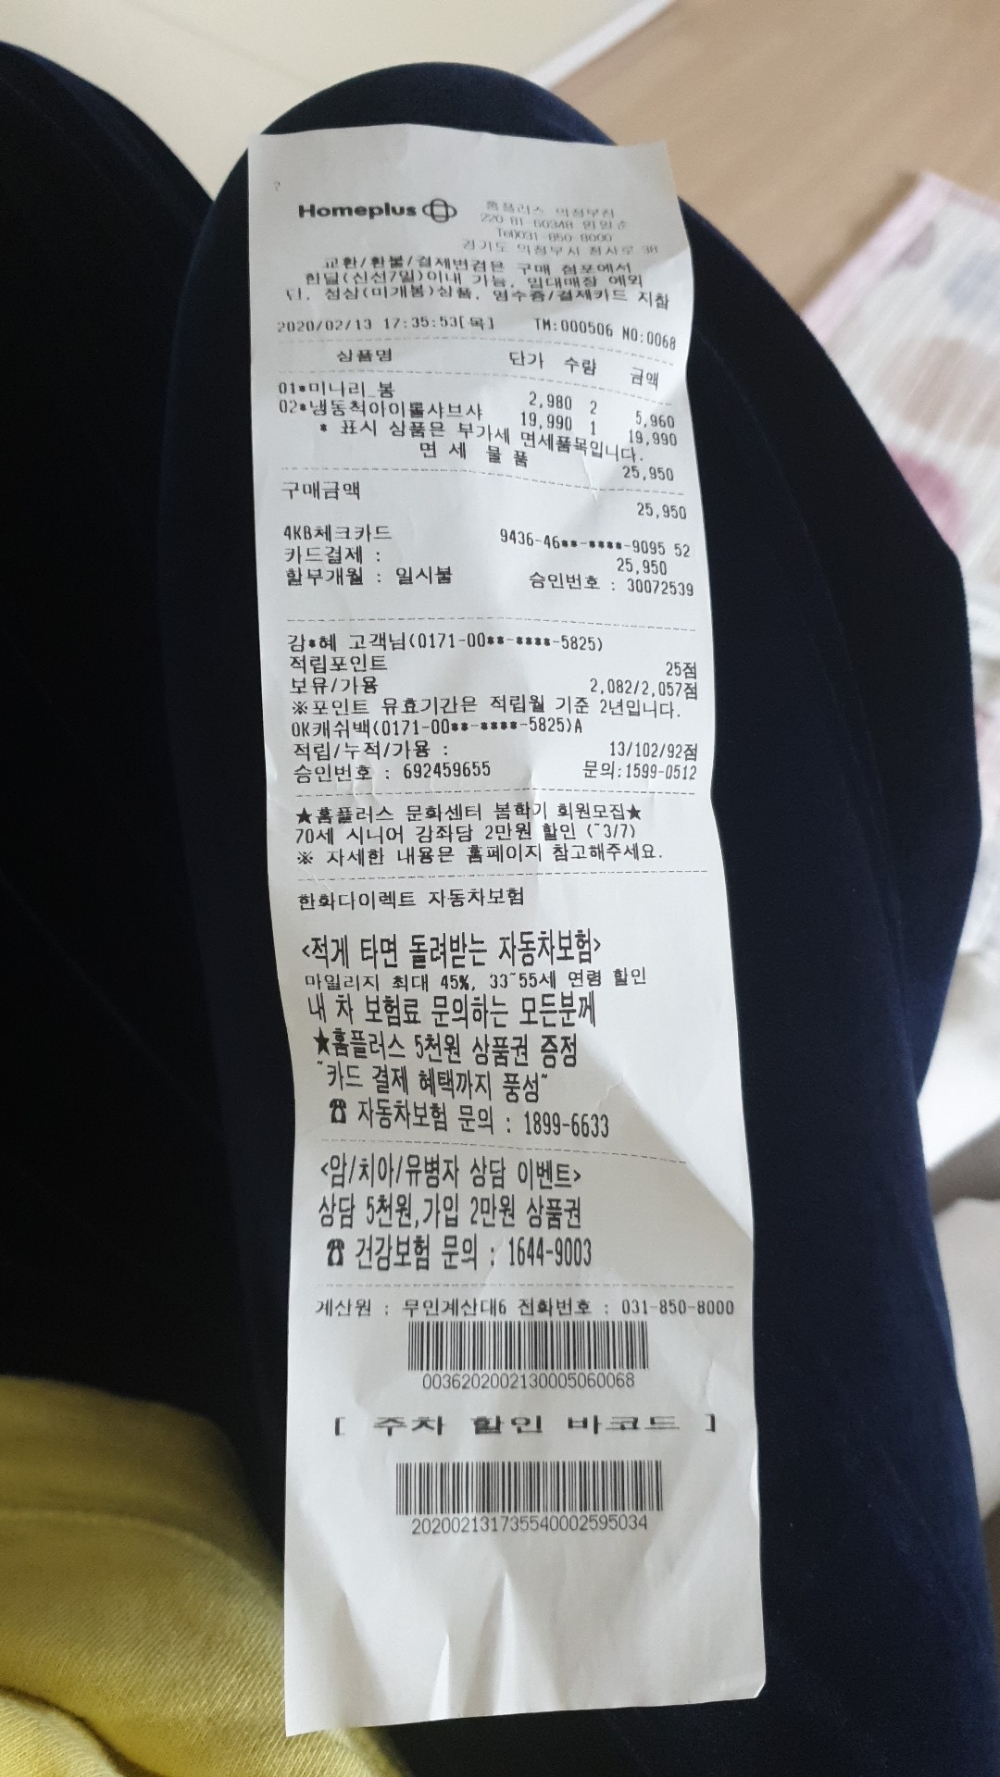 ?
Homeplus
홈플러스 의정부점
Tel)031-850-8000
경기도 의정부시 청사로 38
교환/환불/결제변경은 구매 점포에서
한달(신선7일)이내 가능, 임대매장 예외
단, 정상(미개봉)상품, 영수증/결제카드 지참
2020/02/13 17:35:53[목] TM:000506 NO:0068
상품명 단가 수량 금액
01*미나리_봉 2,980 2 5,960
02*냉동척아이롤샤브샤 19,990 1 19,990
* 표시 상품은 부가세 면세품목입니다.
면 세 물 품 25,950
구매금액 25,950
4KB체크카드 9436-46**-****-9095 52
카드결제 : 25,950
할부개월 : 일시불 승인번호 : 30072539
강*혜 고객님(0171-00**-****-5825)
적립포인트 25점
보유/가용 2,082/2,057점
※포인트 유효기간은 적립월 기준 2년입니다.
OK캐쉬백(0171-00**-****-5825)A
적립/누적/가용 : 13/102/92점
승인번호 : 692459655 문의:1599-0512
★홈플러스 문화센터 봄학기 회원모집★
70세 시니어 강좌당 2만원 할인 (~3/7)
※ 자세한 내용은 홈페이지 참고해주세요.
한화다이렉트 자동차보험
<적게 타면 돌려받는 자동차보험>
마일리지 최대 45%, 33~55세 연령 할인
내 차 보험료 문의하는 모든분께
★홈플러스 5천원 상품권 증정
~카드 결제 혜택까지 풍성~
☎ 자동차보험 문의 : 1899-6633
<암/치아/유병자 상담 이벤트>
상담 5천원,가입 2만원 상품권
☎ 건강보험 문의 : 1644-9003
계산원 : 무인계산대6 전화번호 : 031-850-8000
0036202002130005060068
[ 주차 할인 바코드 ]
2020021317355400025​95034